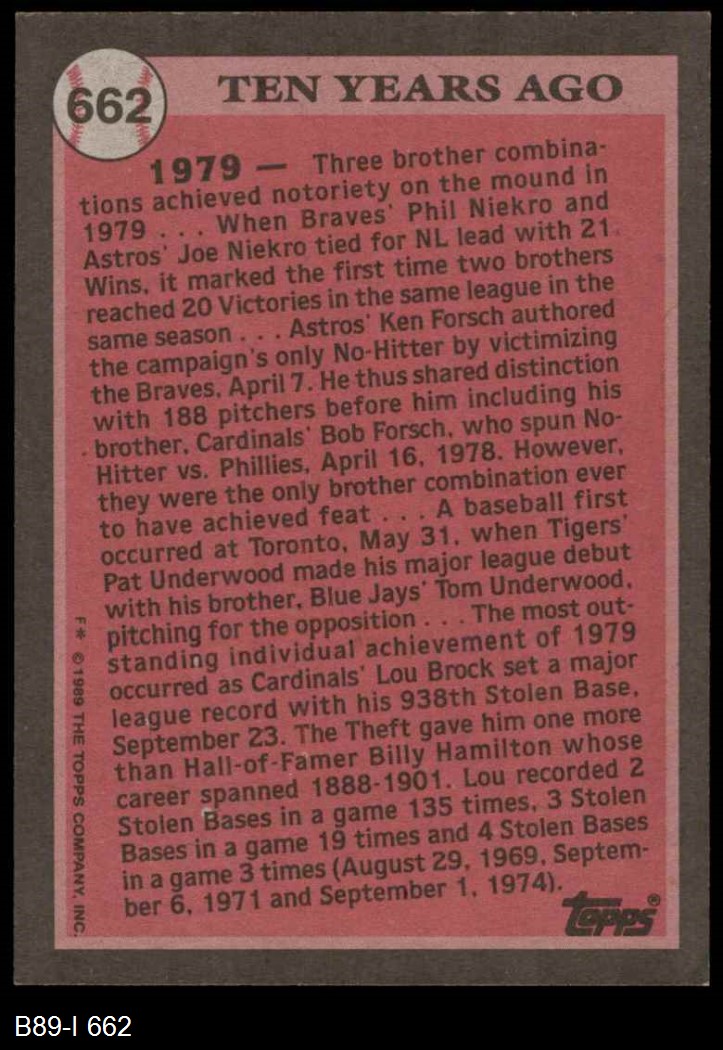 662
TEN YEARS AGO
1979 — Three brother combina-
tions achieved notoriety on the mound in
1979 . . . When Braves' Phil Niekro and
Astros' Joe Niekro tied for NL lead with 21
Wins, it marked the first time two brothers
reached 20 Victories in the same league in the
same season . . . Astros' Ken Forsch authored
the campaign's only No-Hitter by victimizing
the Braves, April 7. He thus shared distinction
with 188 pitchers before him including his
brother, Cardinals' Bob Forsch, who spun No-
Hitter vs. Phillies, April 16, 1978. However,
they were the only brother combination ever
to have achieved feat . . . A baseball first
occurred at Toronto, May 31, when Tigers'
Pat Underwood made his major league debut
with his brother, Blue Jays' Tom Underwood,
pitching for the opposition . . . The most out-
standing individual achievement of 1979
occurred as Cardinals' Lou Brock set a major
league record with his 938th Stolen Base,
September 23. The Theft gave him one more
than Hall-of-Famer Billy Hamilton whose
career spanned 1888-1901. Lou recorded 2
Stolen Bases in a game 135 times, 3 Stolen
Bases in a game 19 times and 4 Stolen Bases
in a game 3 times (August 29, 1969, Septem-
ber 6, 1971 and September 1, 1974).
F* © 1989 THE TOPPS COMPANY, INC.
topps®
B89-I 662